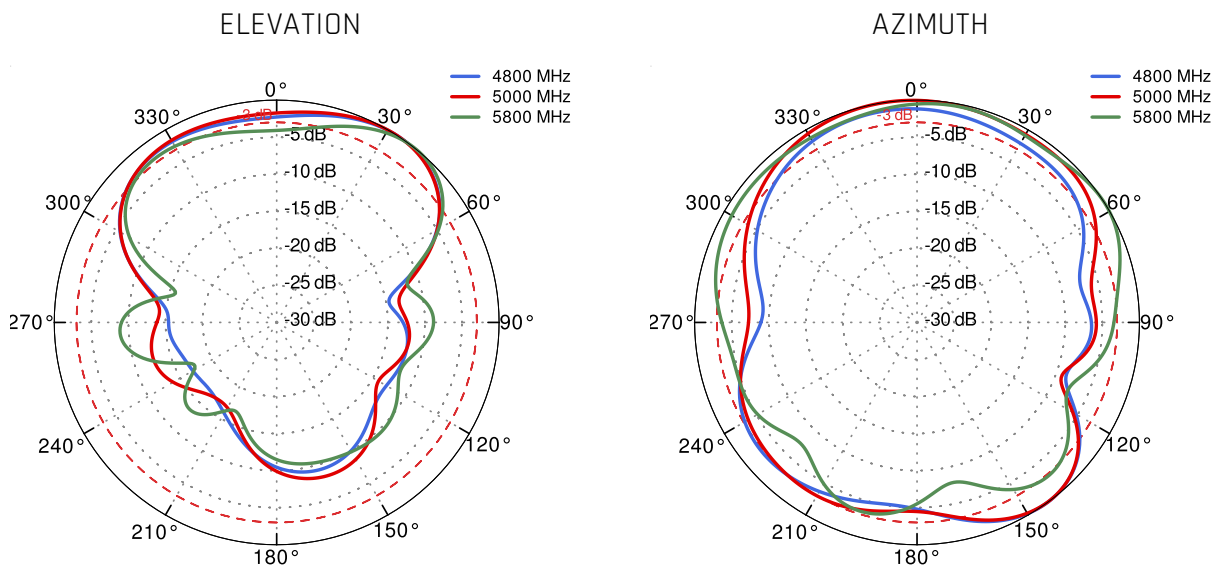 ELEVATION
4800 MHz
5000 MHz
5800 MHz
0°
330°
30°
-3 dB
-5 dB
-10 dB
300°
60°
-15 dB
-20 dB
-25 dB
270°
90°
-30 dB
240°
120°
210°
150°
180°
AZIMUTH
4800 MHz
5000 MHz
5800 MHz
0°
330°
30°
-3 dB
-5 dB
-10 dB
300°
60°
-15 dB
-20 dB
-25 dB
270°
90°
-30 dB
240°
120°
210°
150°
180°